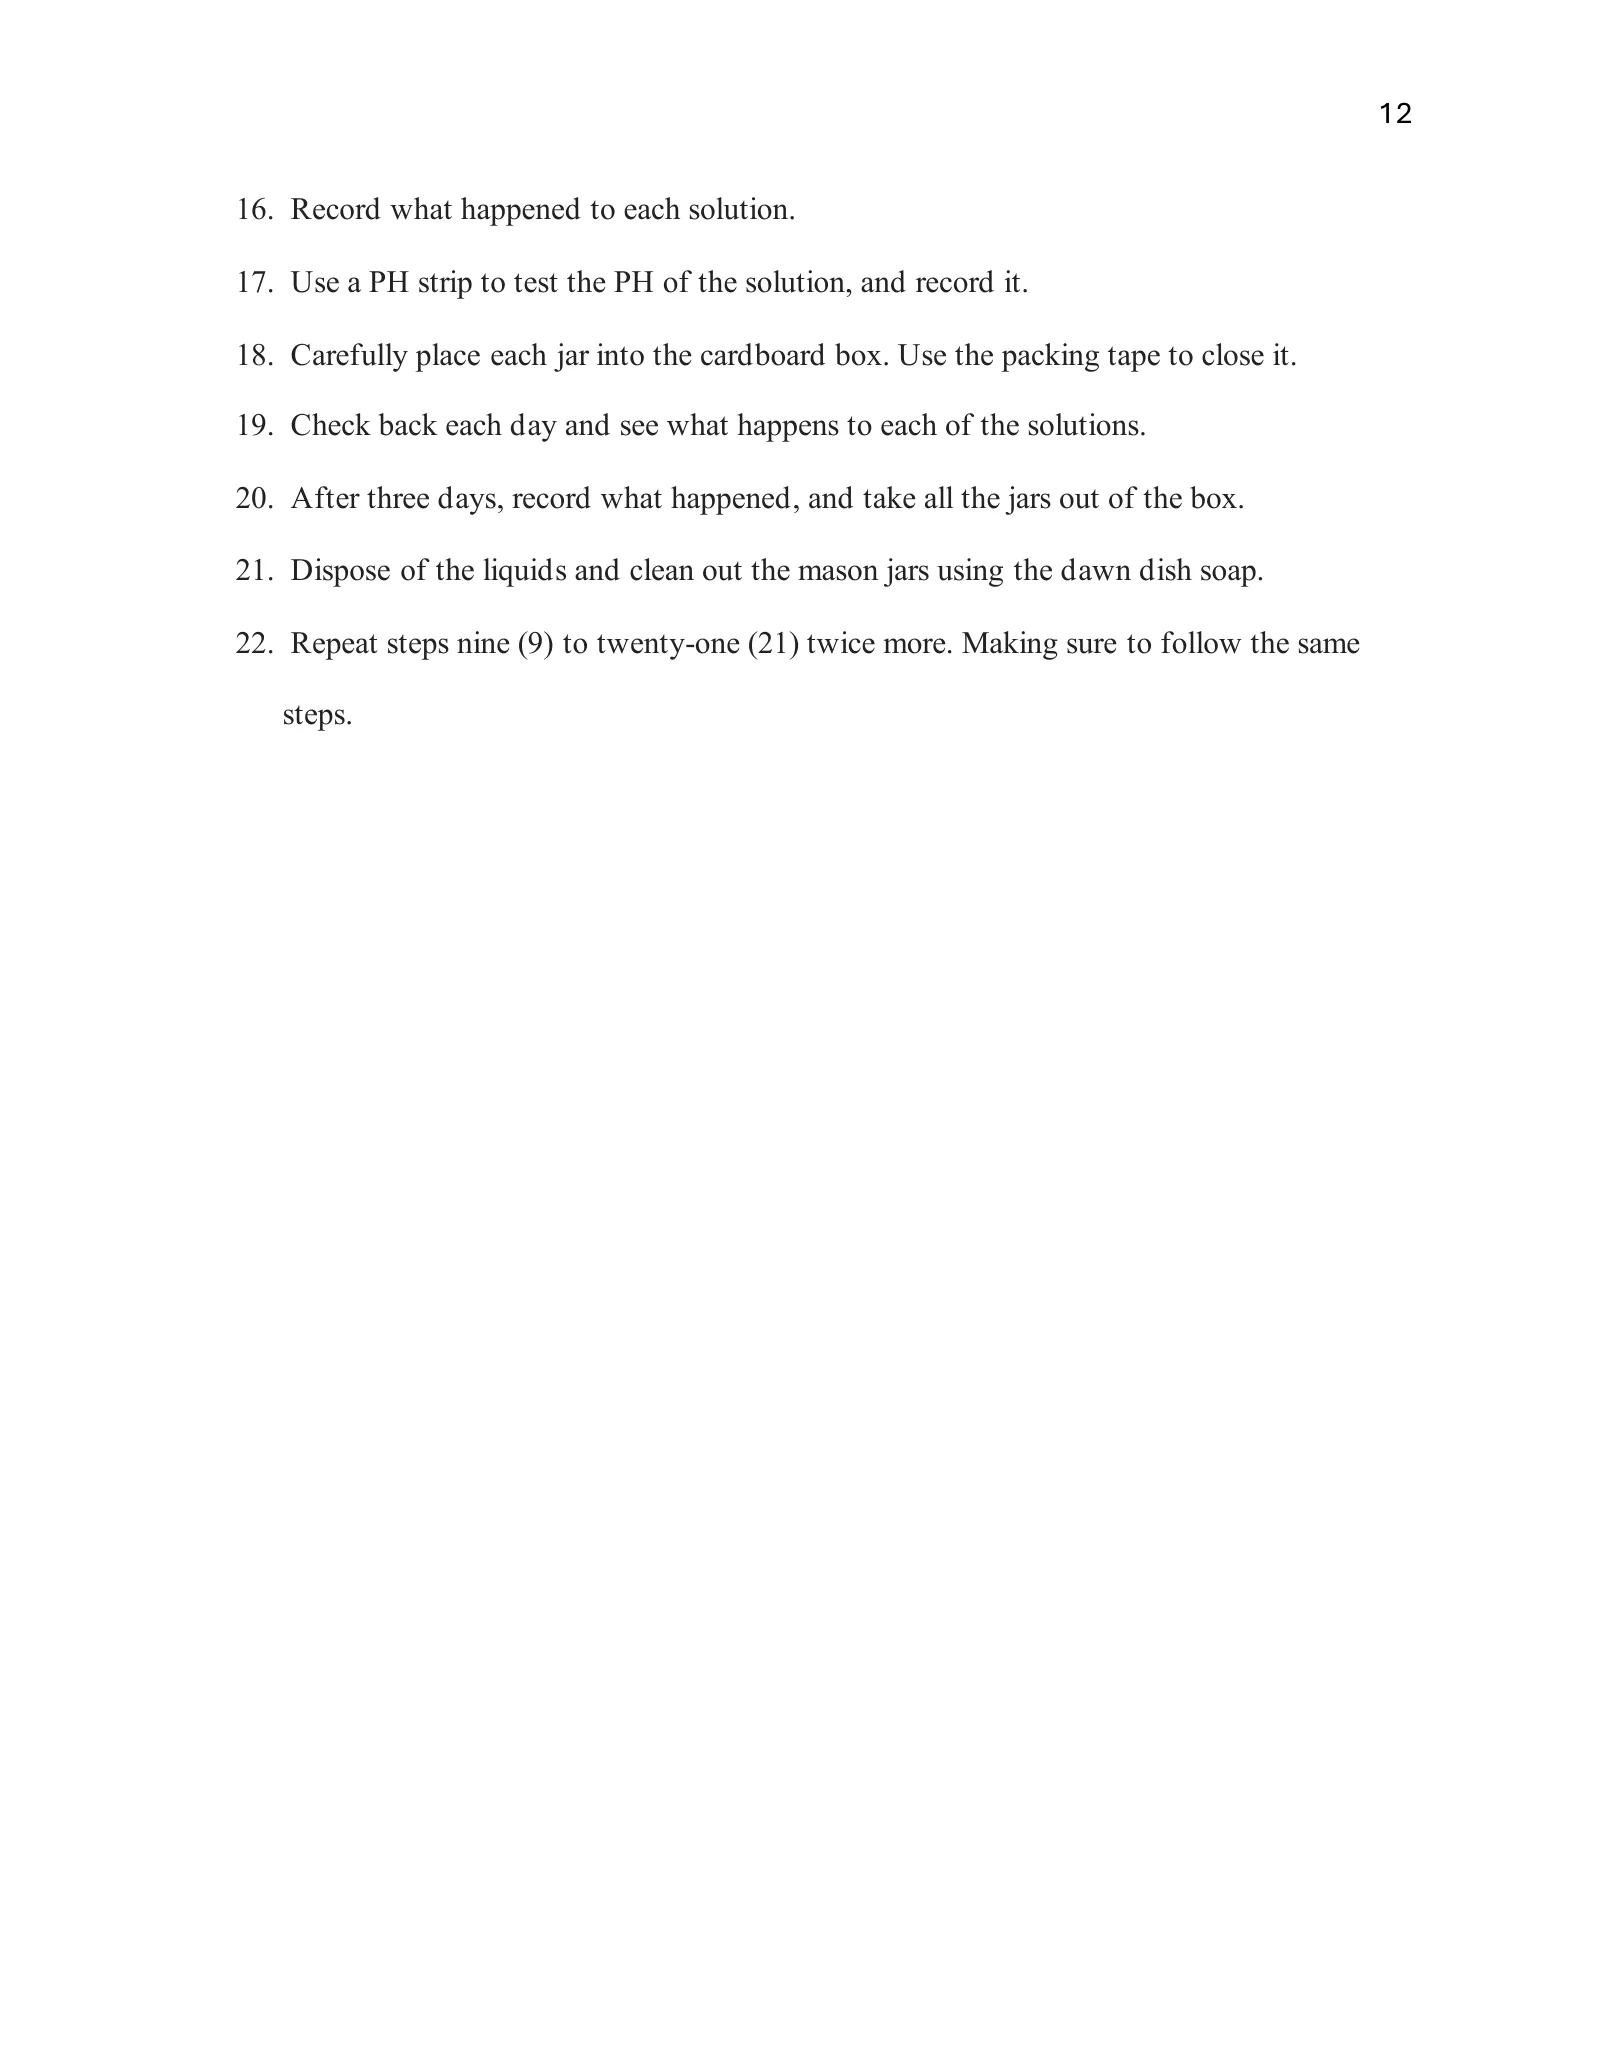 12
16. Record what happened to each solution.
17. Use a PH strip to test the PH of the solution, and record it.
18. Carefully place each jar into the cardboard box. Use the packing tape to close it.
19. Check back each day and see what happens to each of the solutions.
20. After three days, record what happened, and take all the jars out of the box.
21. Dispose of the liquids and clean out the mason jars using the dawn dish soap.
22. Repeat steps nine (9) to twenty-one (21) twice more. Making sure to follow the same
steps.